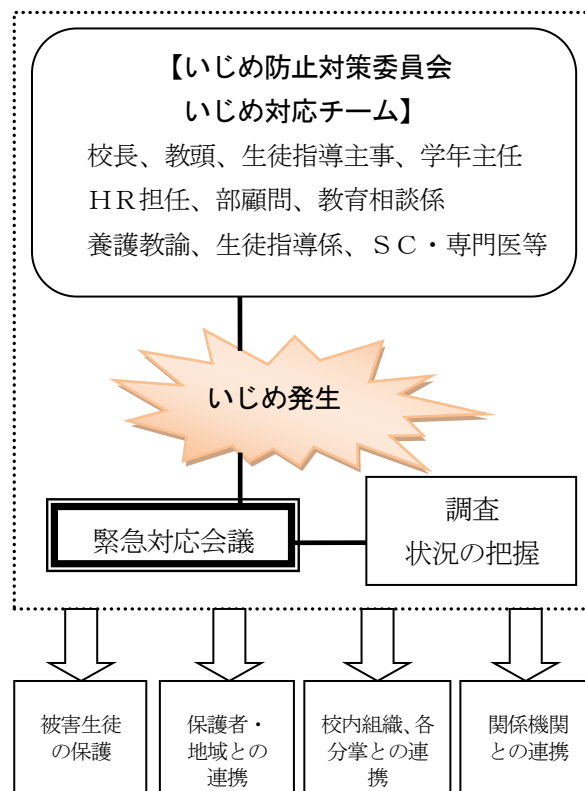 【いじめ防止対策委員会
いじめ対応チーム】
校長、教頭、生徒指導主事、学年主任
ＨＲ担任、部顧問、教育相談係
養護教諭、生徒指導係、ＳＣ・専門医等
いじめ発生
緊急対応会議
調査
状況の把握
被害生徒
の保護
保護者・
地域との
連携
校内組織、各
分掌との連
携
関係機関
との連携